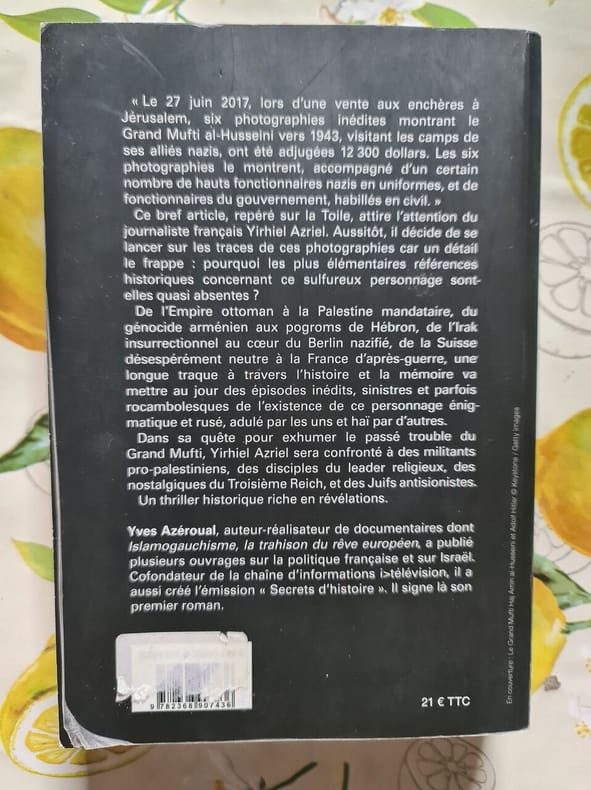 « Le 27 juin 2017, lors d'une vente aux enchères à
Jérusalem, six photographies inédites montrant le
Grand Mufti al-Husseini vers 1943, visitant les camps de
ses alliés nazis, ont été adjugées 12 300 dollars. Les six
photographies le montrent, accompagné d'un certain
nombre de hauts fonctionnaires nazis en uniformes, et de
fonctionnaires du gouvernement, habillés en civil. »
Ce bref article, repéré sur la Toile, attire l'attention du
journaliste français Yirhiel Azriel. Aussitôt, il décide de se
lancer sur les traces de ces photographies car un détail
le frappe : pourquoi les plus élémentaires références
historiques concernant ce sulfureux personnage sont-
elles quasi absentes ?
De l'Empire ottoman à la Palestine mandataire, du
génocide arménien aux pogroms de Hébron, de l'Irak
insurrectionnel au cœur du Berlin nazifié, de la Suisse
désespérément neutre à la France d'après-guerre, une
longue traque à travers l'histoire et la mémoire va
mettre au jour des épisodes inédits, sinistres et parfois
rocambolesques de l'existence de ce personnage énig-
matique et rusé, adulé par les uns et haï par d'autres.
Dans sa quête pour exhumer le passé trouble du
Grand Mufti, Yirhiel Azriel sera confronté à des militants
pro-palestiniens, des disciples du leader religieux, des
nostalgiques du Troisième Reich, et des Juifs antisionistes.
Un thriller historique riche en révélations.
Yves Azéroual, auteur-réalisateur de documentaires dont
Islamogauchisme, la trahison du rêve européen, a publié
plusieurs ouvrages sur la politique française et sur Israël.
Cofondateur de la chaîne d'informations i>télévision, il a
aussi créé l'émission « Secrets d'histoire ». Il signe là son
premier roman.
9 782368 907436
21 € TTC
En couverture : Le Grand Mufti Haj Amin al-Husseini et Adolf Hitler © Keystone / Getty Images